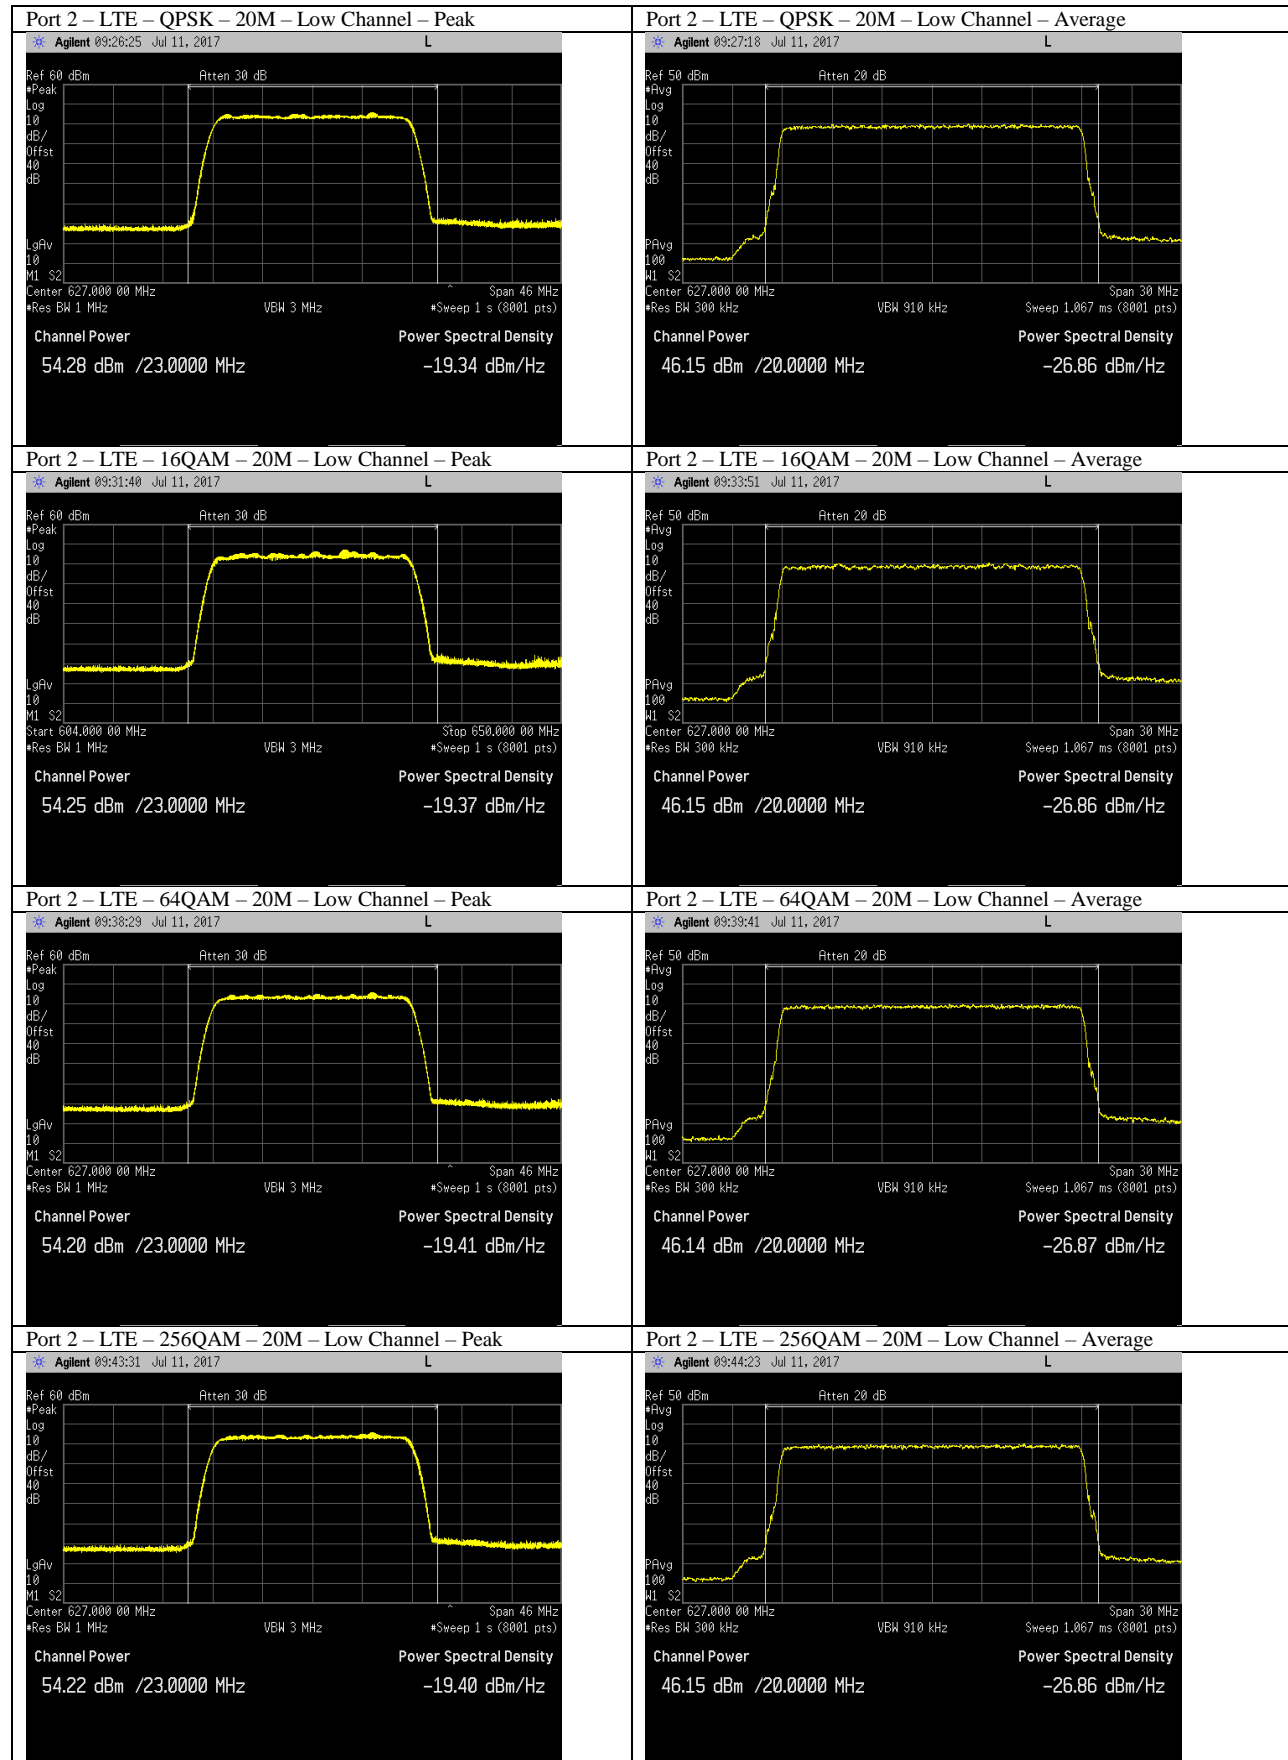 Port 2 – LTE – QPSK – 20M – Low Channel – Peak
Agilent 09:26:25 Jul 11, 2017 L
Ref 60 dBm Atten 30 dB
#Peak
Log
10
dB/
Offst
40
dB
LgAv
10
M1 S2
Center 627.000 00 MHz Span 46 MHz
#Res BW 1 MHz VBW 3 MHz #Sweep 1 s (8001 pts)
Channel Power Power Spectral Density
54.28 dBm /23.0000 MHz -19.34 dBm/Hz
Port 2 – LTE – QPSK – 20M – Low Channel – Average
Agilent 09:27:18 Jul 11, 2017 L
Ref 50 dBm Atten 20 dB
#Avg
Log
10
dB/
Offst
40
dB
PAvg
100
W1 S2
Center 627.000 00 MHz Span 30 MHz
#Res BW 300 kHz VBW 910 kHz Sweep 1.067 ms (8001 pts)
Channel Power Power Spectral Density
46.15 dBm /20.0000 MHz -26.86 dBm/Hz
Port 2 – LTE – 16QAM – 20M – Low Channel – Peak
Agilent 09:31:40 Jul 11, 2017 L
Ref 60 dBm Atten 30 dB
#Peak
Log
10
dB/
Offst
40
dB
LgAv
10
M1 S2
Start 604.000 00 MHz Stop 650.000 00 MHz
#Res BW 1 MHz VBW 3 MHz #Sweep 1 s (8001 pts)
Channel Power Power Spectral Density
54.25 dBm /23.0000 MHz -19.37 dBm/Hz
Port 2 – LTE – 16QAM – 20M – Low Channel – Average
Agilent 09:33:51 Jul 11, 2017 L
Ref 50 dBm Atten 20 dB
#Avg
Log
10
dB/
Offst
40
dB
PAvg
100
W1 S2
Center 627.000 00 MHz Span 30 MHz
#Res BW 300 kHz VBW 910 kHz Sweep 1.067 ms (8001 pts)
Channel Power Power Spectral Density
46.15 dBm /20.0000 MHz -26.86 dBm/Hz
Port 2 – LTE – 64QAM – 20M – Low Channel – Peak
Agilent 09:38:29 Jul 11, 2017 L
Ref 60 dBm Atten 30 dB
#Peak
Log
10
dB/
Offst
40
dB
LgAv
10
M1 S2
Center 627.000 00 MHz Span 46 MHz
#Res BW 1 MHz VBW 3 MHz #Sweep 1 s (8001 pts)
Channel Power Power Spectral Density
54.20 dBm /23.0000 MHz -19.41 dBm/Hz
Port 2 – LTE – 64QAM – 20M – Low Channel – Average
Agilent 09:39:41 Jul 11, 2017 L
Ref 50 dBm Atten 20 dB
#Avg
Log
10
dB/
Offst
40
dB
PAvg
100
W1 S2
Center 627.000 00 MHz Span 30 MHz
#Res BW 300 kHz VBW 910 kHz Sweep 1.067 ms (8001 pts)
Channel Power Power Spectral Density
46.14 dBm /20.0000 MHz -26.87 dBm/Hz
Port 2 – LTE – 256QAM – 20M – Low Channel – Peak
Agilent 09:43:31 Jul 11, 2017 L
Ref 60 dBm Atten 30 dB
#Peak
Log
10
dB/
Offst
40
dB
LgAv
10
M1 S2
Center 627.000 00 MHz Span 46 MHz
#Res BW 1 MHz VBW 3 MHz #Sweep 1 s (8001 pts)
Channel Power Power Spectral Density
54.22 dBm /23.0000 MHz -19.40 dBm/Hz
Port 2 – LTE – 256QAM – 20M – Low Channel – Average
Agilent 09:44:23 Jul 11, 2017 L
Ref 50 dBm Atten 20 dB
#Avg
Log
10
dB/
Offst
40
dB
PAvg
100
W1 S2
Center 627.000 00 MHz Span 30 MHz
#Res BW 300 kHz VBW 910 kHz Sweep 1.067 ms (8001 pts)
Channel Power Power Spectral Density
46.15 dBm /20.0000 MHz -26.86 dBm/Hz